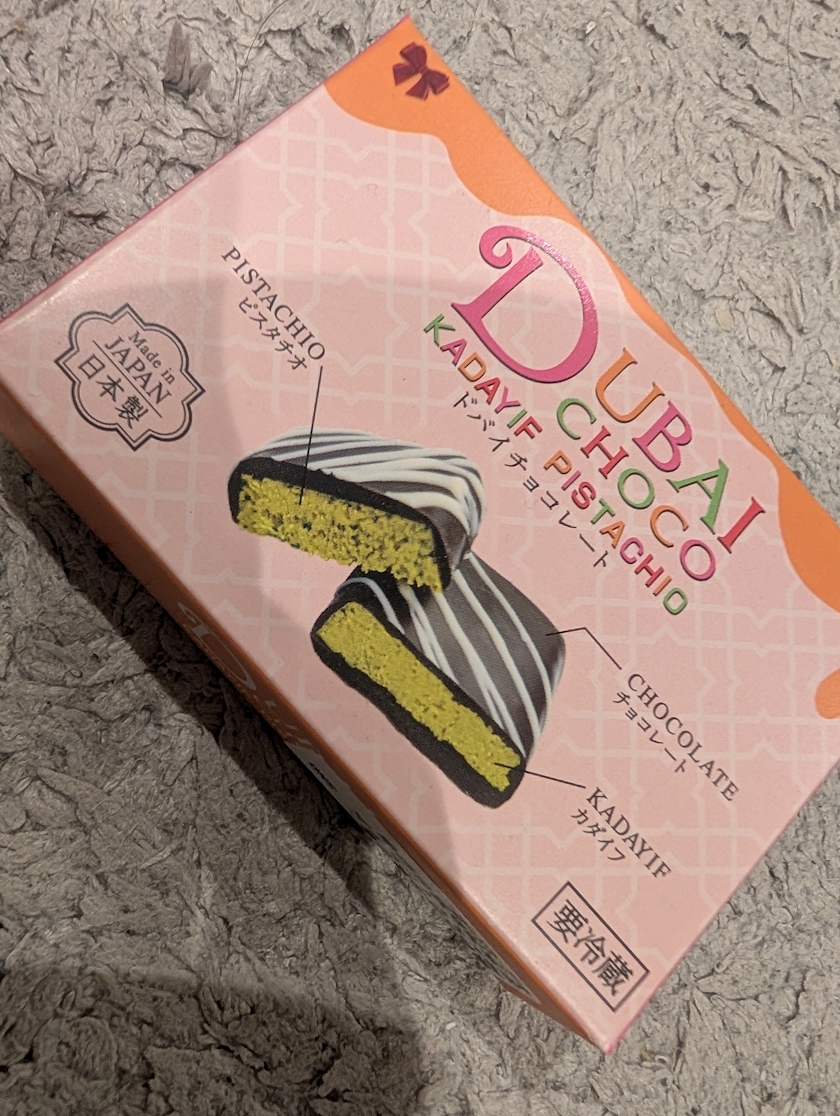 DUBAI
CHOCO
KADAYIF PISTACHIO
ドバイチョコレート
PISTACHIO
ピスタチオ
Made in
JAPAN
日本製
CHOCOLATE
チョコレート
KADAYIF
カダイフ
要冷蔵